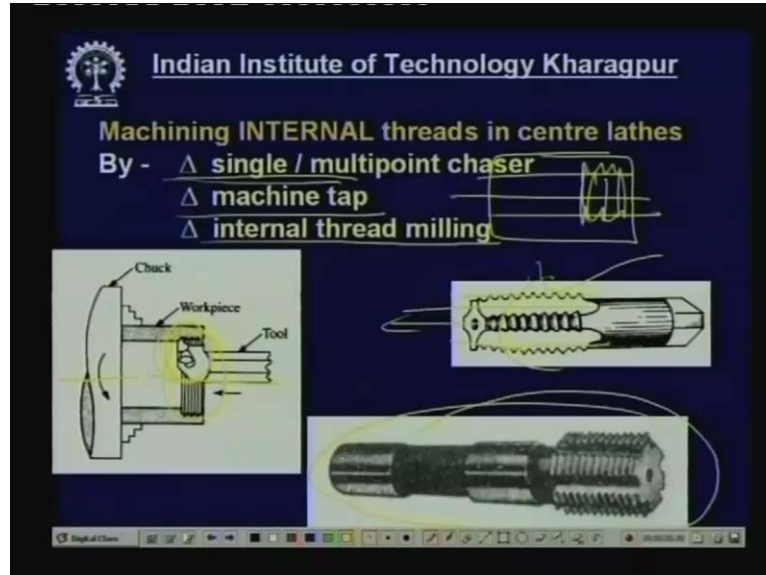 Indian Institute of Technology Kharagpur
Machining INTERNAL threads in centre lathes
By - Δ single / multipoint chaser
Δ machine tap
Δ internal thread milling
Chuck
Workpiece
Tool